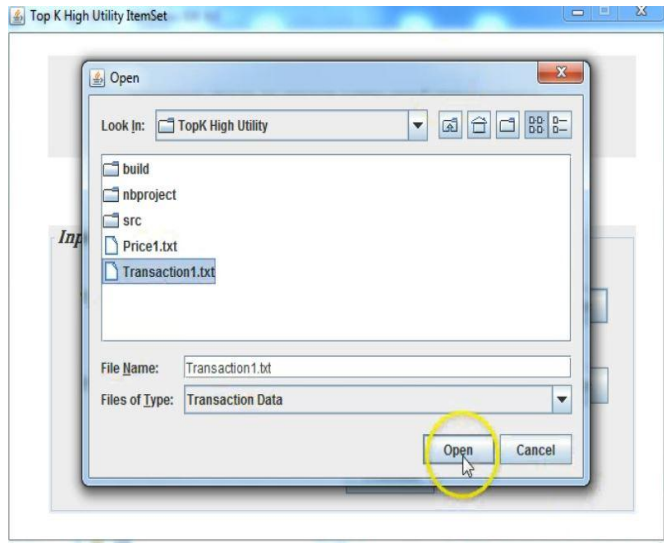 Top K High Utility ItemSet
Open
Look In: TopK High Utility
build
nbproject
src
Inp
Price1.txt
Transaction1.txt
File Name: Transaction1.txt
Files of Type: Transaction Data
Open Cancel